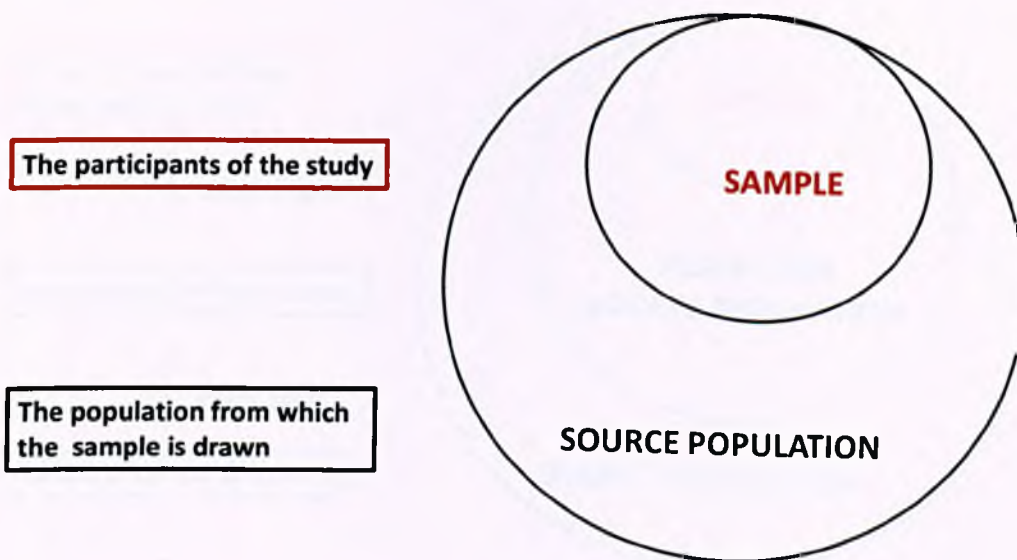 The participants of the study
SAMPLE
The population from which
the sample is drawn
SOURCE POPULATION